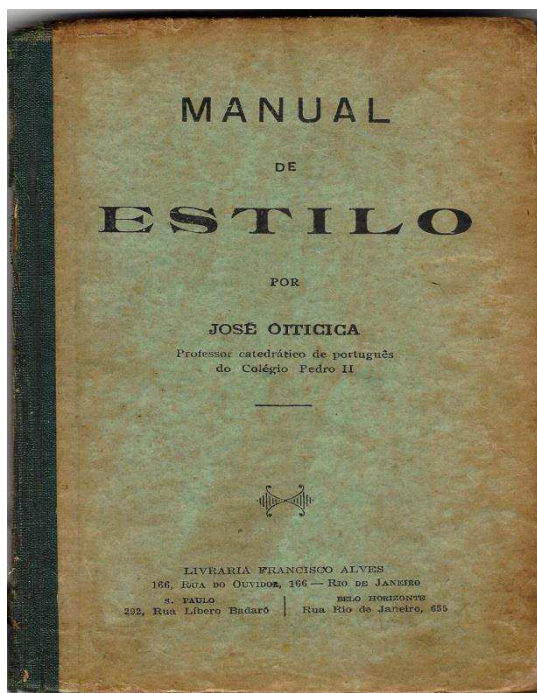 MANUAL
DE
ESTILO
POR
JOSÉ OITICICA
Professor catedrático de português
do Colégio Pedro II
LIVRARIA FRANCISCO ALVES
166, RUA DO OUVIDOR, 166 — RIO DE JANEIRO
S. PAULO
292, Rua Líbero Badaró
BELO HORIZONTE
Rua Rio de Janeiro, 655